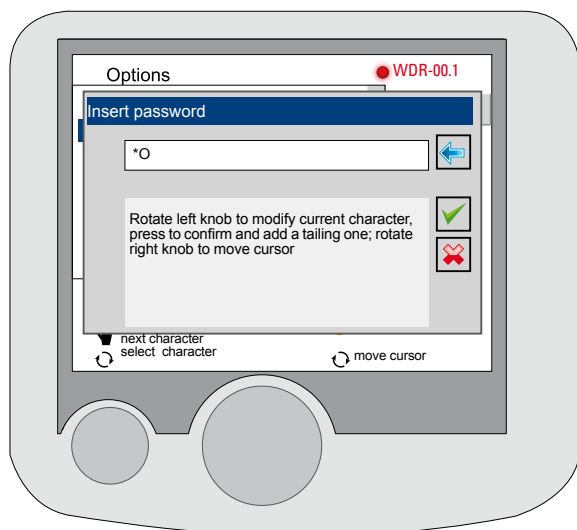 Options
WDR-00.1
Insert password
*O
Rotate left knob to modify current character,
press to confirm and add a tailing one; rotate
right knob to move cursor
next character
select character
move cursor